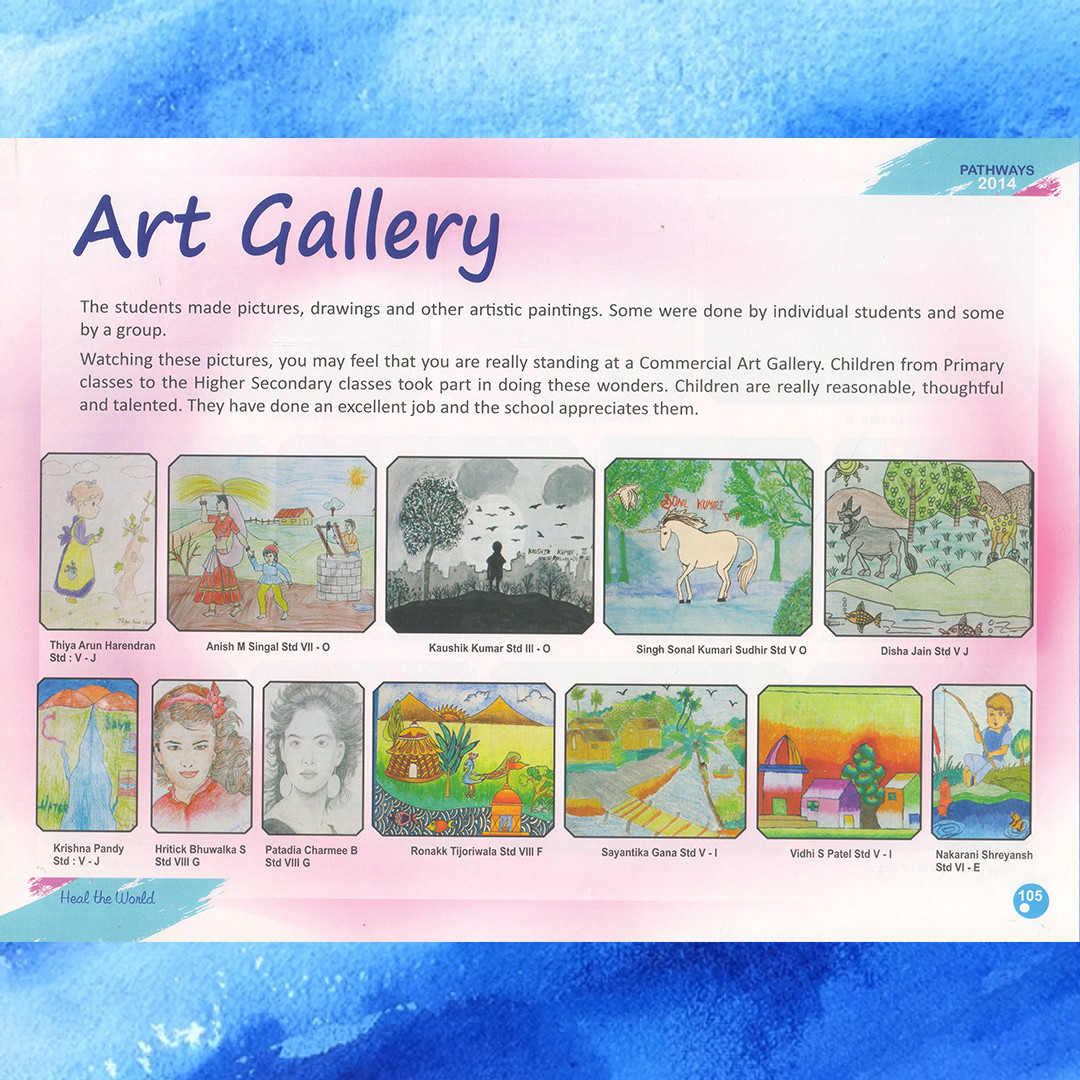 PATHWAYS
2014
Art Gallery
The students made pictures, drawings and other artistic paintings. Some were done by individual students and some
by a group.
Watching these pictures, you may feel that you are really standing at a Commercial Art Gallery. Children from Primary
classes to the Higher Secondary classes took part in doing these wonders. Children are really reasonable, thoughtful
and talented. They have done an excellent job and the school appreciates them.
SONAL KUMARI
KAUSHIK KUMAR
Thiya Arun Harendran
Std : V - J
Anish M Singal Std VII - O
Kaushik Kumar Std III - O
Singh Sonal Kumari Sudhir Std V O
Disha Jain Std V J
SAVE
WATER
Krishna Pandy
Std : V - J
Hritick Bhuwalka S
Std VIII G
Patadia Charmee B
Std VIII G
Ronakk Tijoriwala Std VIII F
Sayantika Gana Std V - I
Vidhi S Patel Std V - I
Nakarani Shreyansh
Std VI - E
Heal the World
105